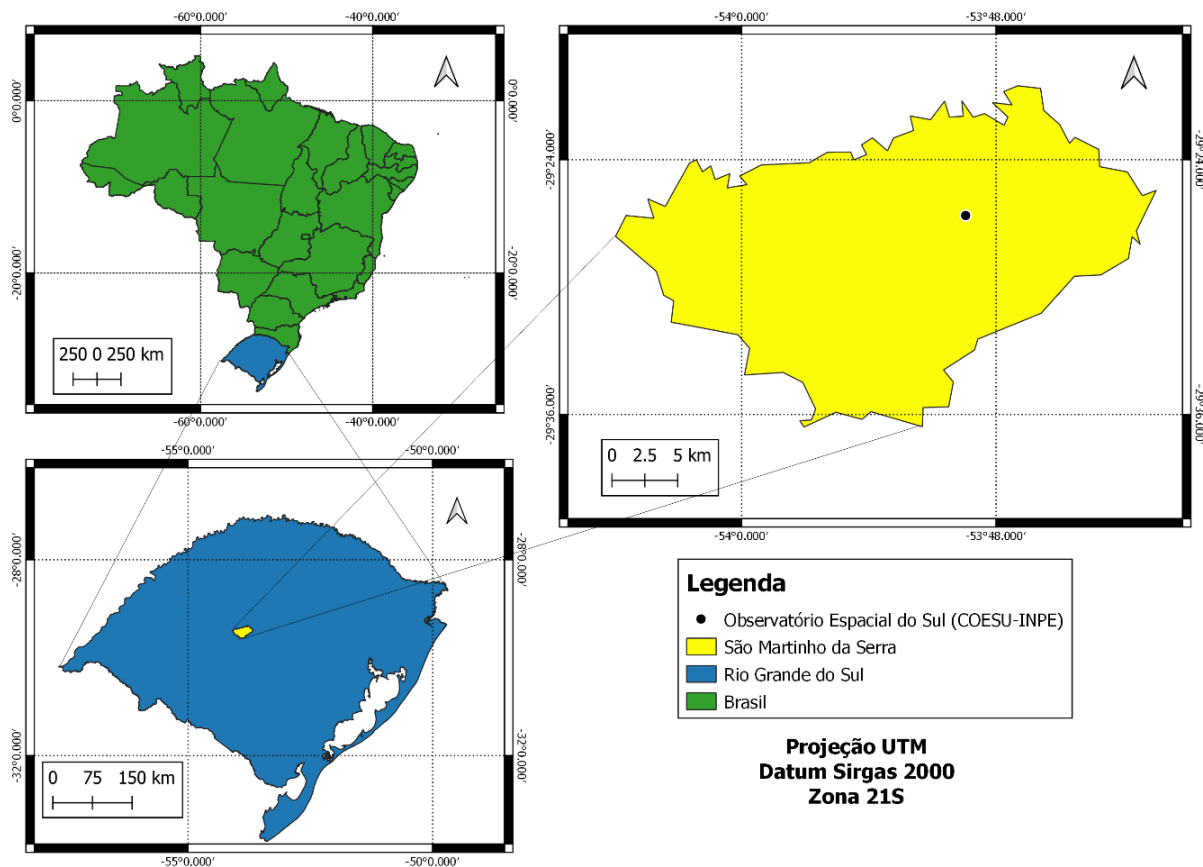 -60°0.000' -40°0.000'
0°0.000' 0°0.000'
-20°0.000' -20°0.000'
250 0 250 km
-60°0.000' -40°0.000'
-54°0.000' -53°48.000'
-29°24.000' -29°24.000'
-29°36.000' -29°36.000'
0 2.5 5 km
-54°0.000' -53°48.000'
-55°0.000' -50°0.000'
-28°0.000' -28°0.000'
-32°0.000' -32°0.000'
0 75 150 km
-55°0.000' -50°0.000'
Legenda
Observatório Espacial do Sul (COESU-INPE)
São Martinho da Serra
Rio Grande do Sul
Brasil
Projeção UTM
Datum Sirgas 2000
Zona 21S